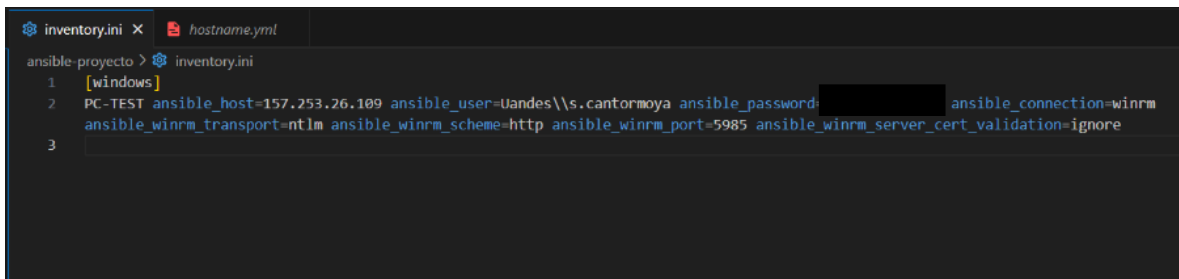 inventory.ini
hostname.yml
ansible-proyecto > inventory.ini
1 [windows]
2 PC-TEST ansible_host=157.253.26.109 ansible_user=Uandes\\s.cantormoya ansible_password= ansible_connection=winrm
ansible_winrm_transport=ntlm ansible_winrm_scheme=http ansible_winrm_port=5985 ansible_winrm_server_cert_validation=ignore
3